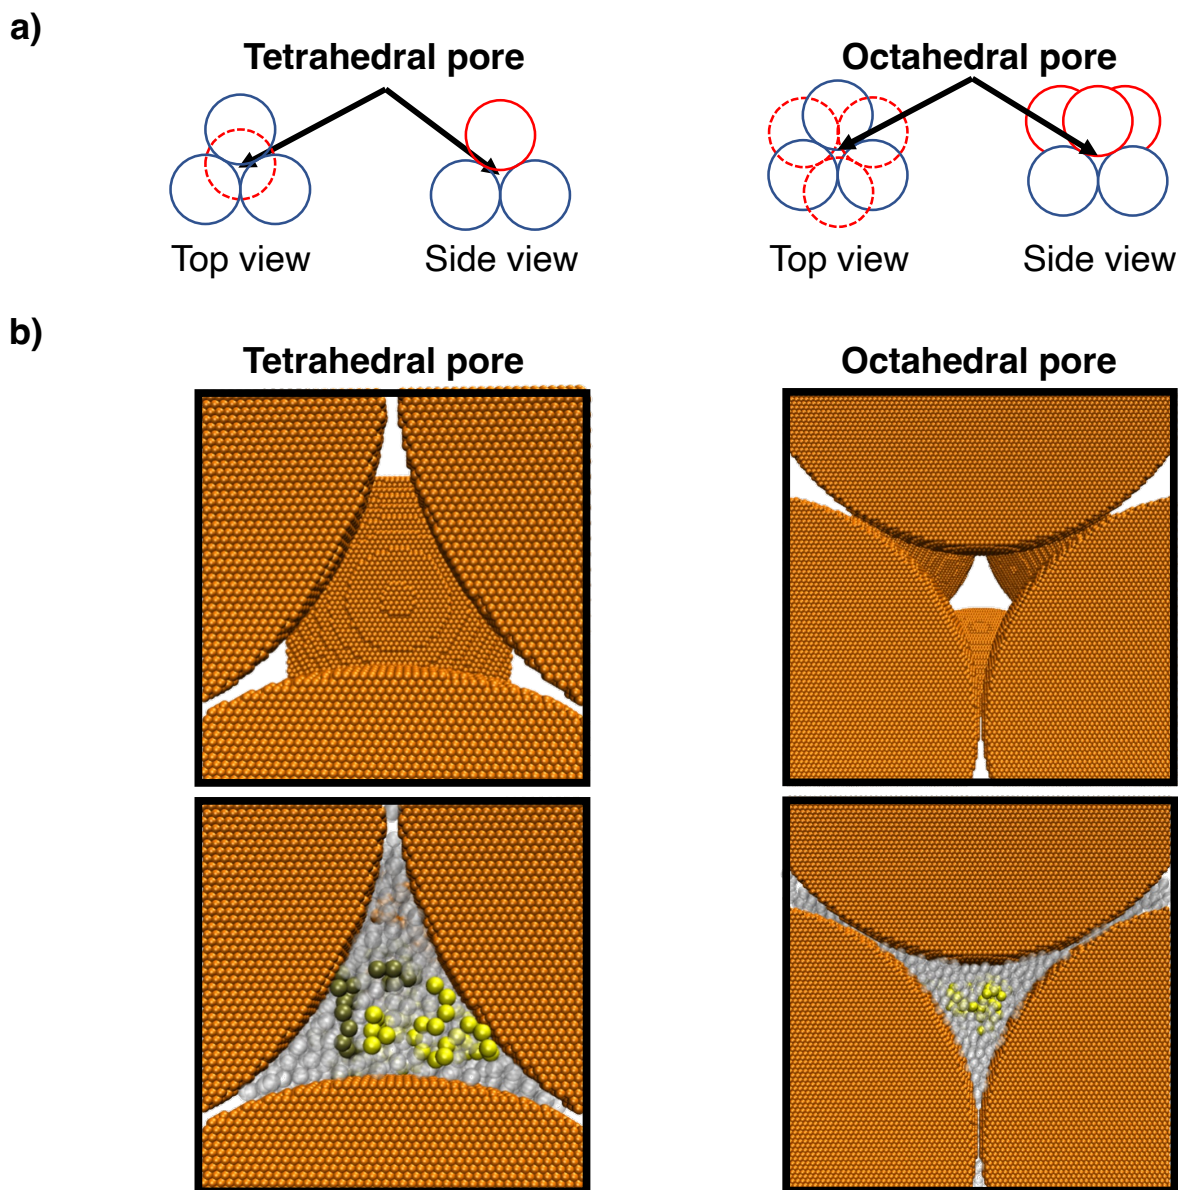 a)
Tetrahedral pore
Octahedral pore
Top view
Side view
Top view
Side view
b)
Tetrahedral pore
Octahedral pore